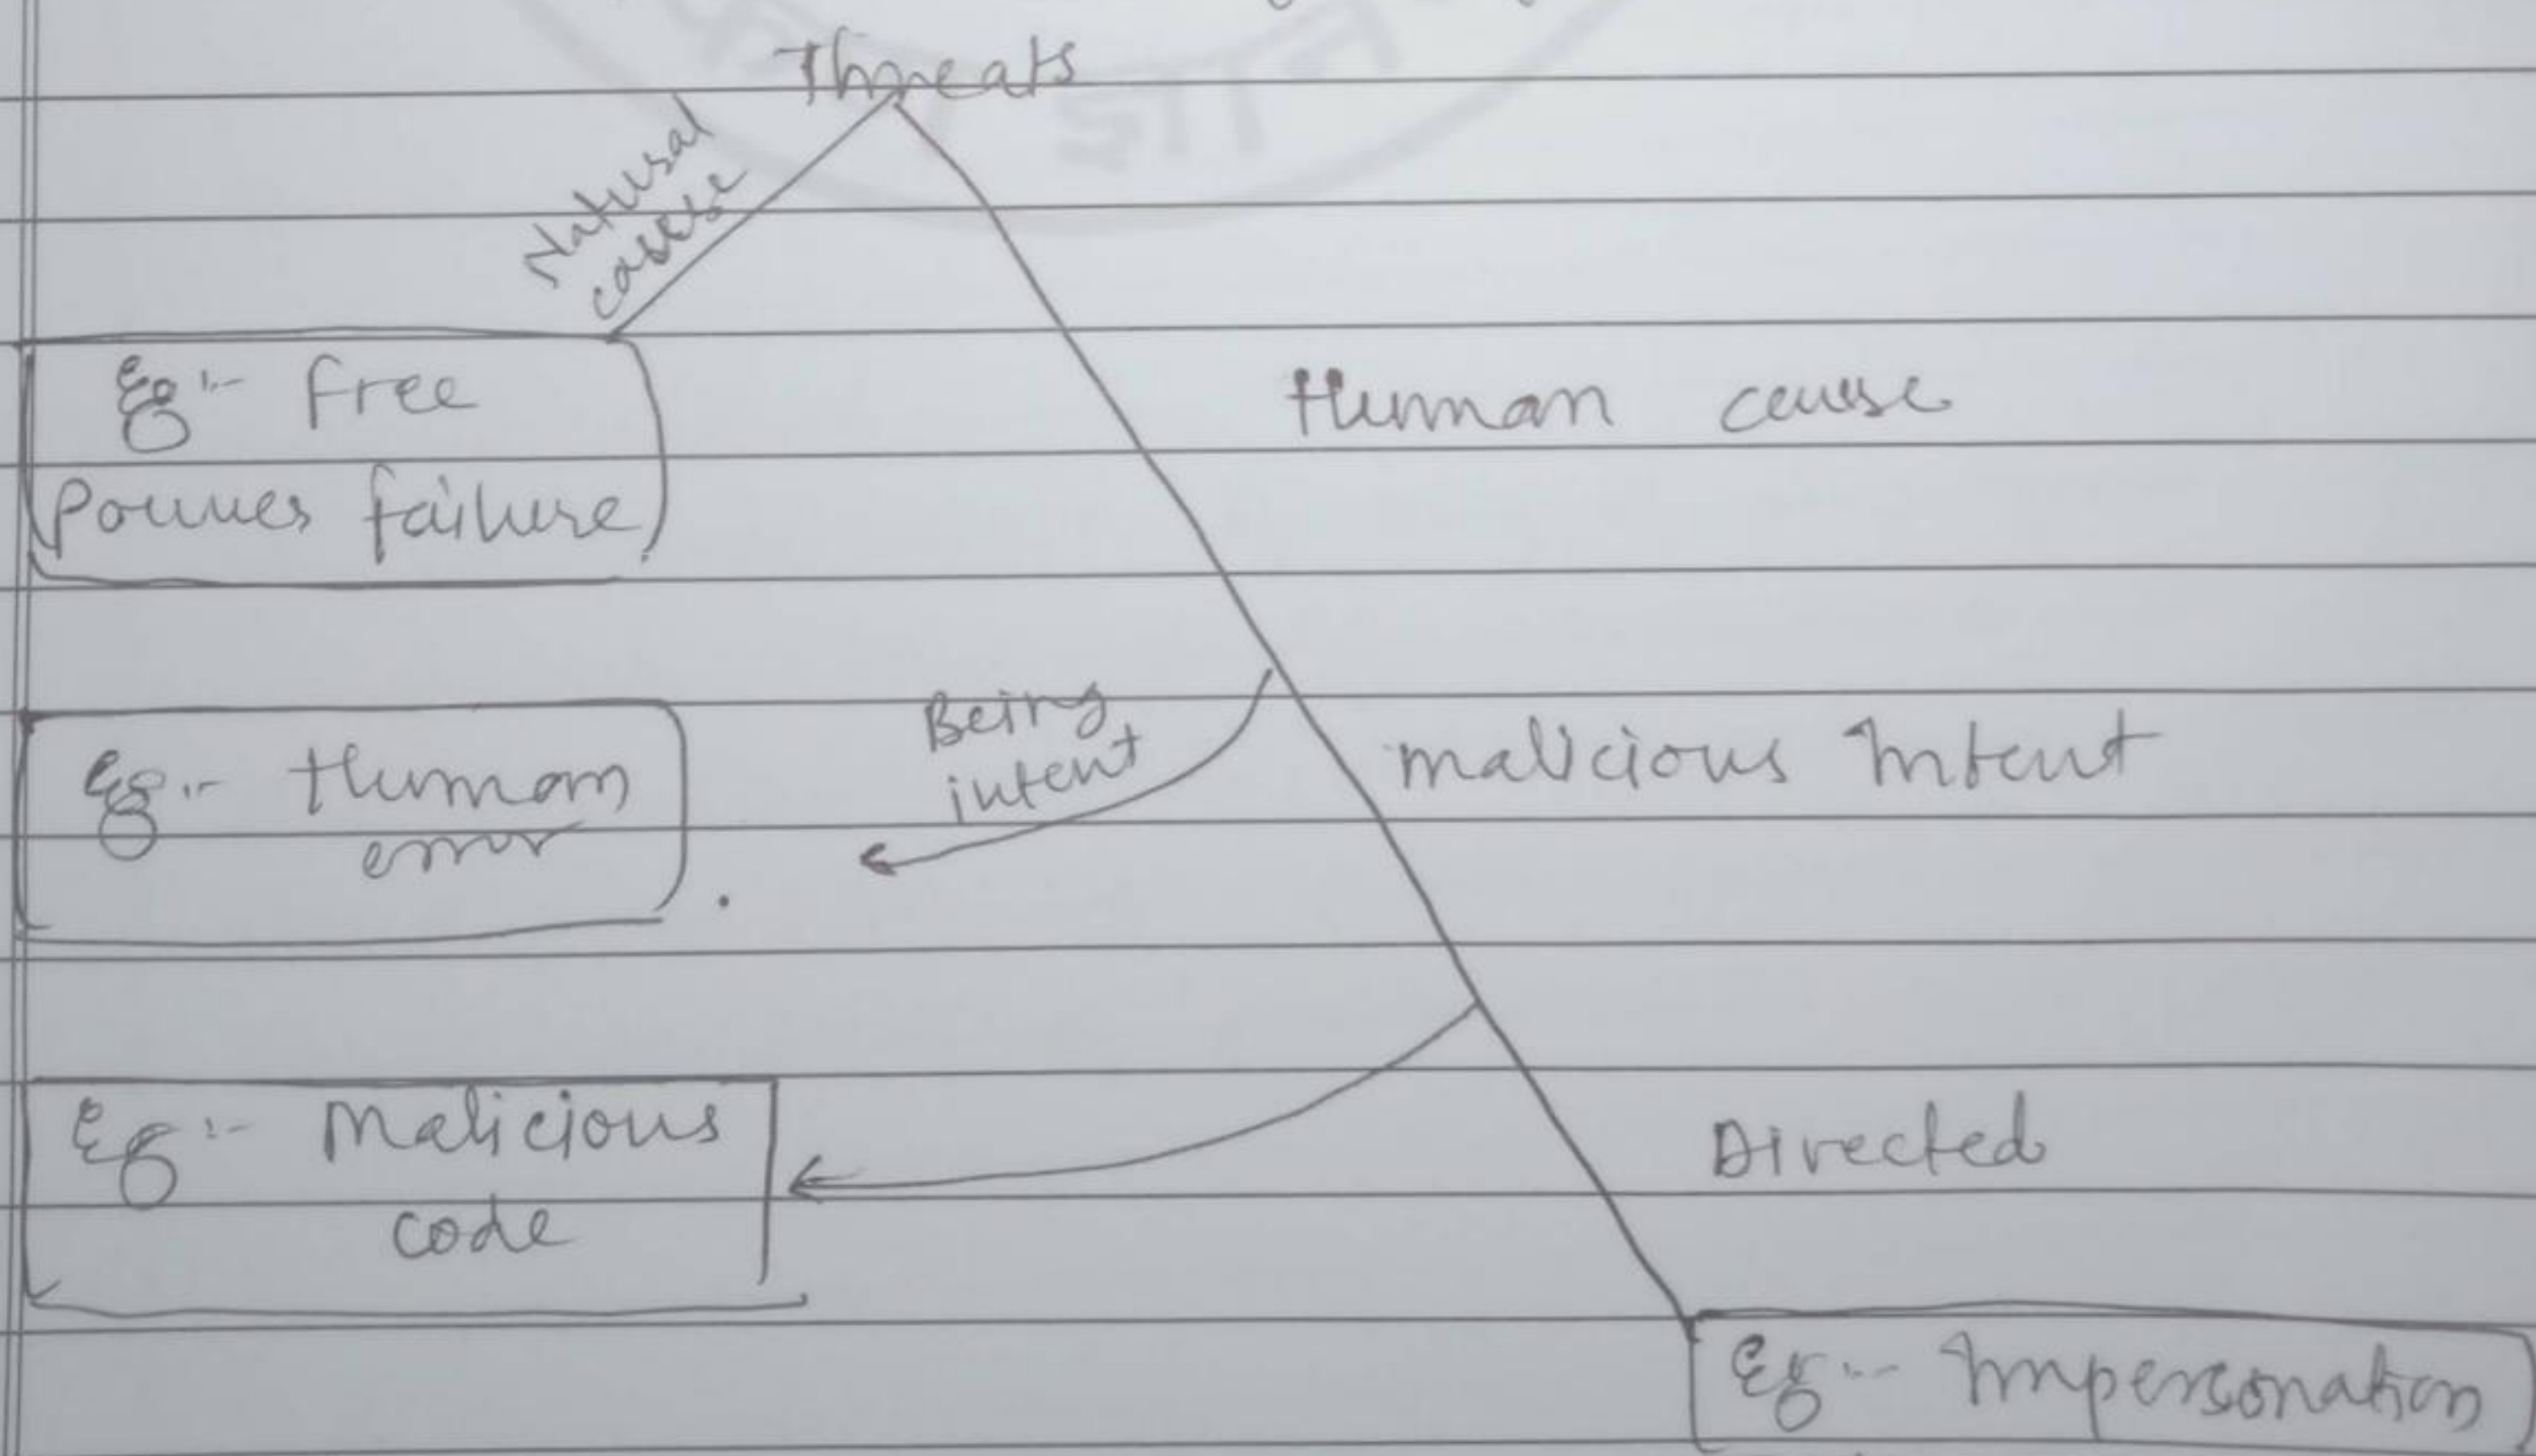 Threats
Natural
cause
Eg:- free
Power failure
Human cause
Being
intent
malicious Intent
Eg:- Human
error
Eg:- Malicious
code
Directed
Eg:- Impersonation